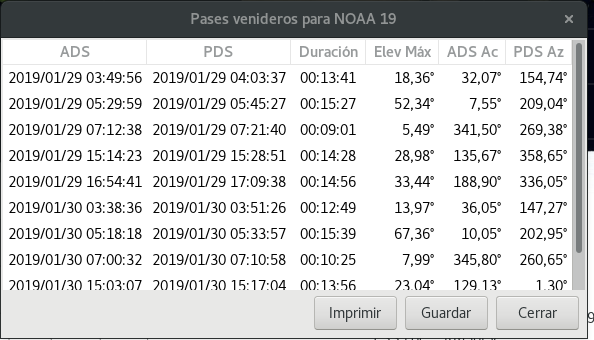 Pases venideros para NOAA 19
ADS PDS Duración Elev Máx ADS Ac PDS Az
2019/01/29 03:49:56 2019/01/29 04:03:37 00:13:41 18,36° 32,07° 154,74°
2019/01/29 05:29:59 2019/01/29 05:45:27 00:15:27 52,34° 7,55° 209,04°
2019/01/29 07:12:38 2019/01/29 07:21:40 00:09:01 5,49° 341,50° 269,38°
2019/01/29 15:14:23 2019/01/29 15:28:51 00:14:28 28,98° 135,67° 358,65°
2019/01/29 16:54:41 2019/01/29 17:09:38 00:14:56 33,44° 188,90° 336,05°
2019/01/30 03:38:36 2019/01/30 03:51:26 00:12:49 13,97° 36,05° 147,27°
2019/01/30 05:18:18 2019/01/30 05:33:57 00:15:39 67,36° 10,05° 202,95°
2019/01/30 07:00:32 2019/01/30 07:10:58 00:10:25 7,99° 345,80° 260,65°
2019/01/30 15:03:07 2019/01/30 15:17:04 00:13:56 23,04° 129,13° 1,30°
Imprimir Guardar Cerrar